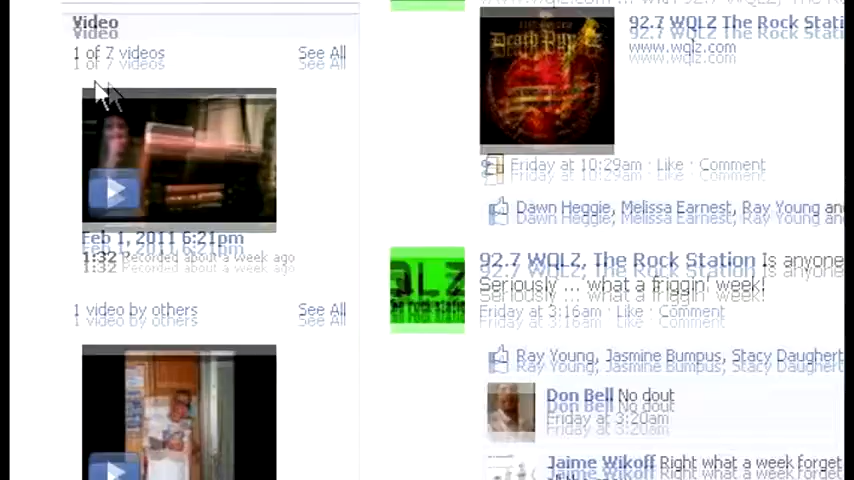 Video
1 of 7 videos
See All
Feb 1, 2011 6:21pm
1:32 Recorded about a week ago
1 video by others
See All
92.7 WQLZ The Rock Stati
www.wqlz.com
Death
Friday at 10:29am · Like · Comment
Dawn Heggie, Melissa Earnest, Ray Young and
QLZ
92.7 WQLZ, The Rock Station Is anyone
Seriously ... what a friggin' week!
Friday at 3:16am · Like · Comment
Ray Young, Jasmine Bumpus, Stacy Daughert
Don Bell No dout
Friday at 3:20am
Jaime Wikoff Right what a week forget